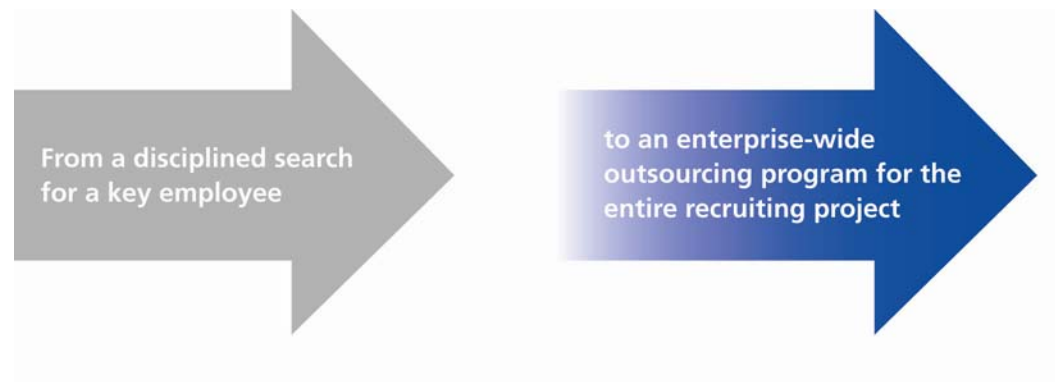 From a disciplined search
for a key employee
to an enterprise-wide
outsourcing program for the
entire recruiting project